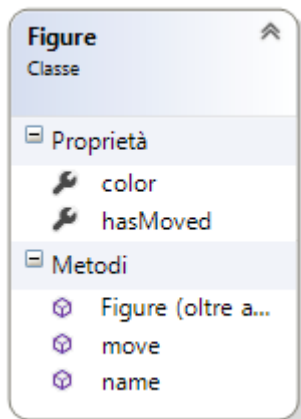 Figure
Classe
Proprietà
color
hasMoved
Metodi
Figure (oltre a...
move
name